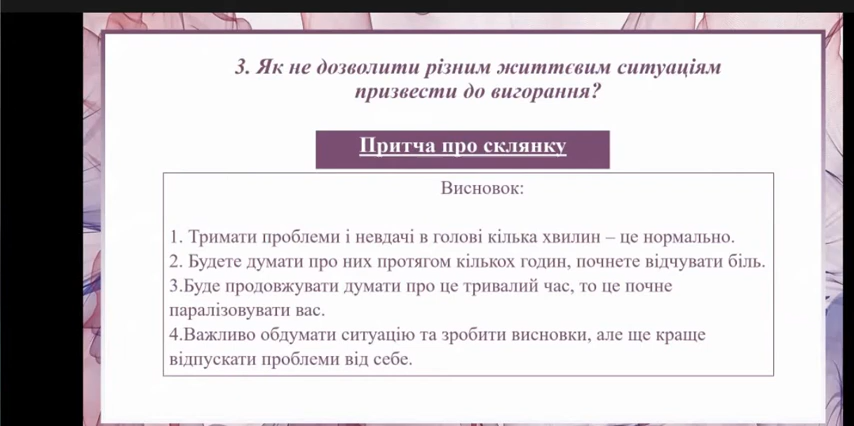 3. Як не дозволити різним життєвим ситуаціям
призвести до вигорання?
Притча про склянку
Висновок:
1. Тримати проблеми і невдачі в голові кілька хвилин – це нормально.
2. Будете думати про них протягом кількох годин, почнете відчувати біль.
3.Буде продовжувати думати про це тривалий час, то це почне
паралізовувати вас.
4.Важливо обдумати ситуацію та зробити висновки, але ще краще
відпускати проблеми від себе.